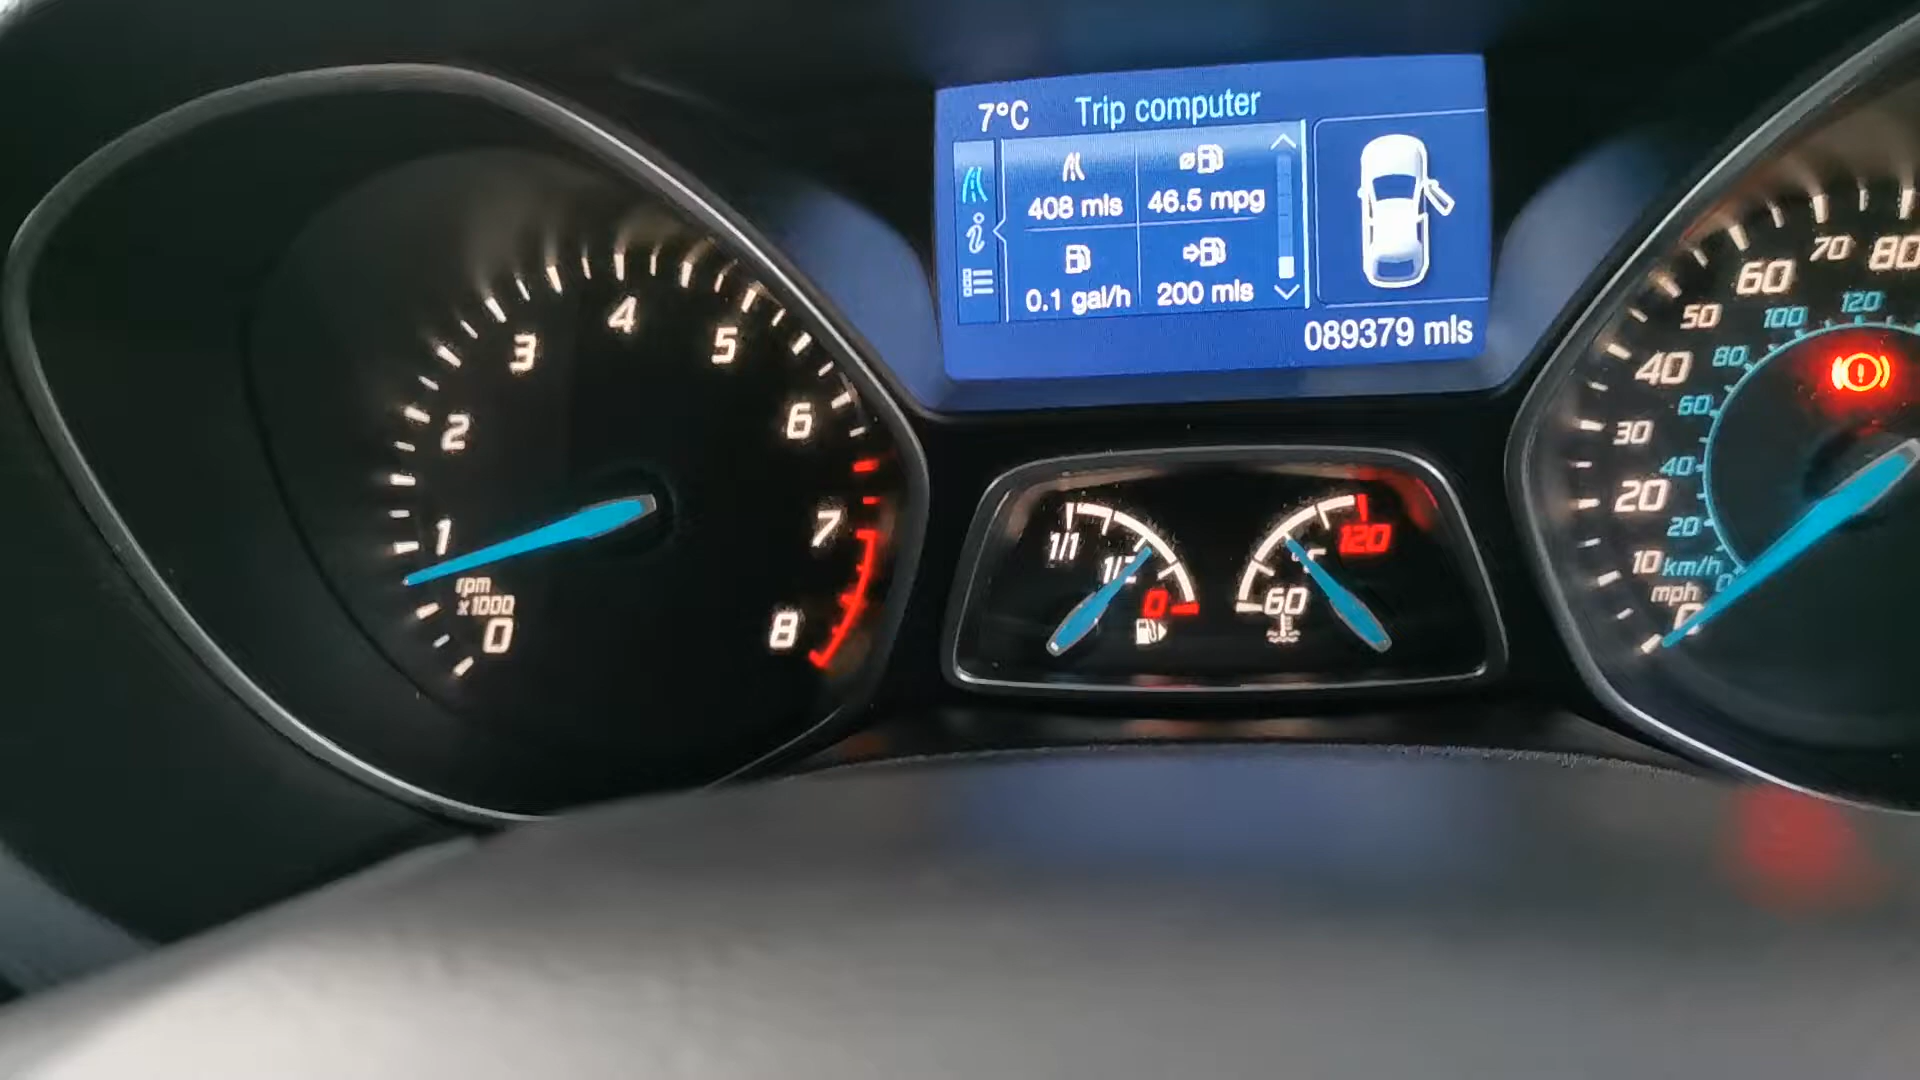 7°C Trip computer
408 mls 46.5 mpg
0.1 gal/h 200 mls
089379 mls
0 1 2 3 4 5 6 7 8
rpm
x1000
1/1 1/2 0
60 120
0 10 20 30 40 50 60 70 80
mph
0 20 40 60 80 100 120
km/h